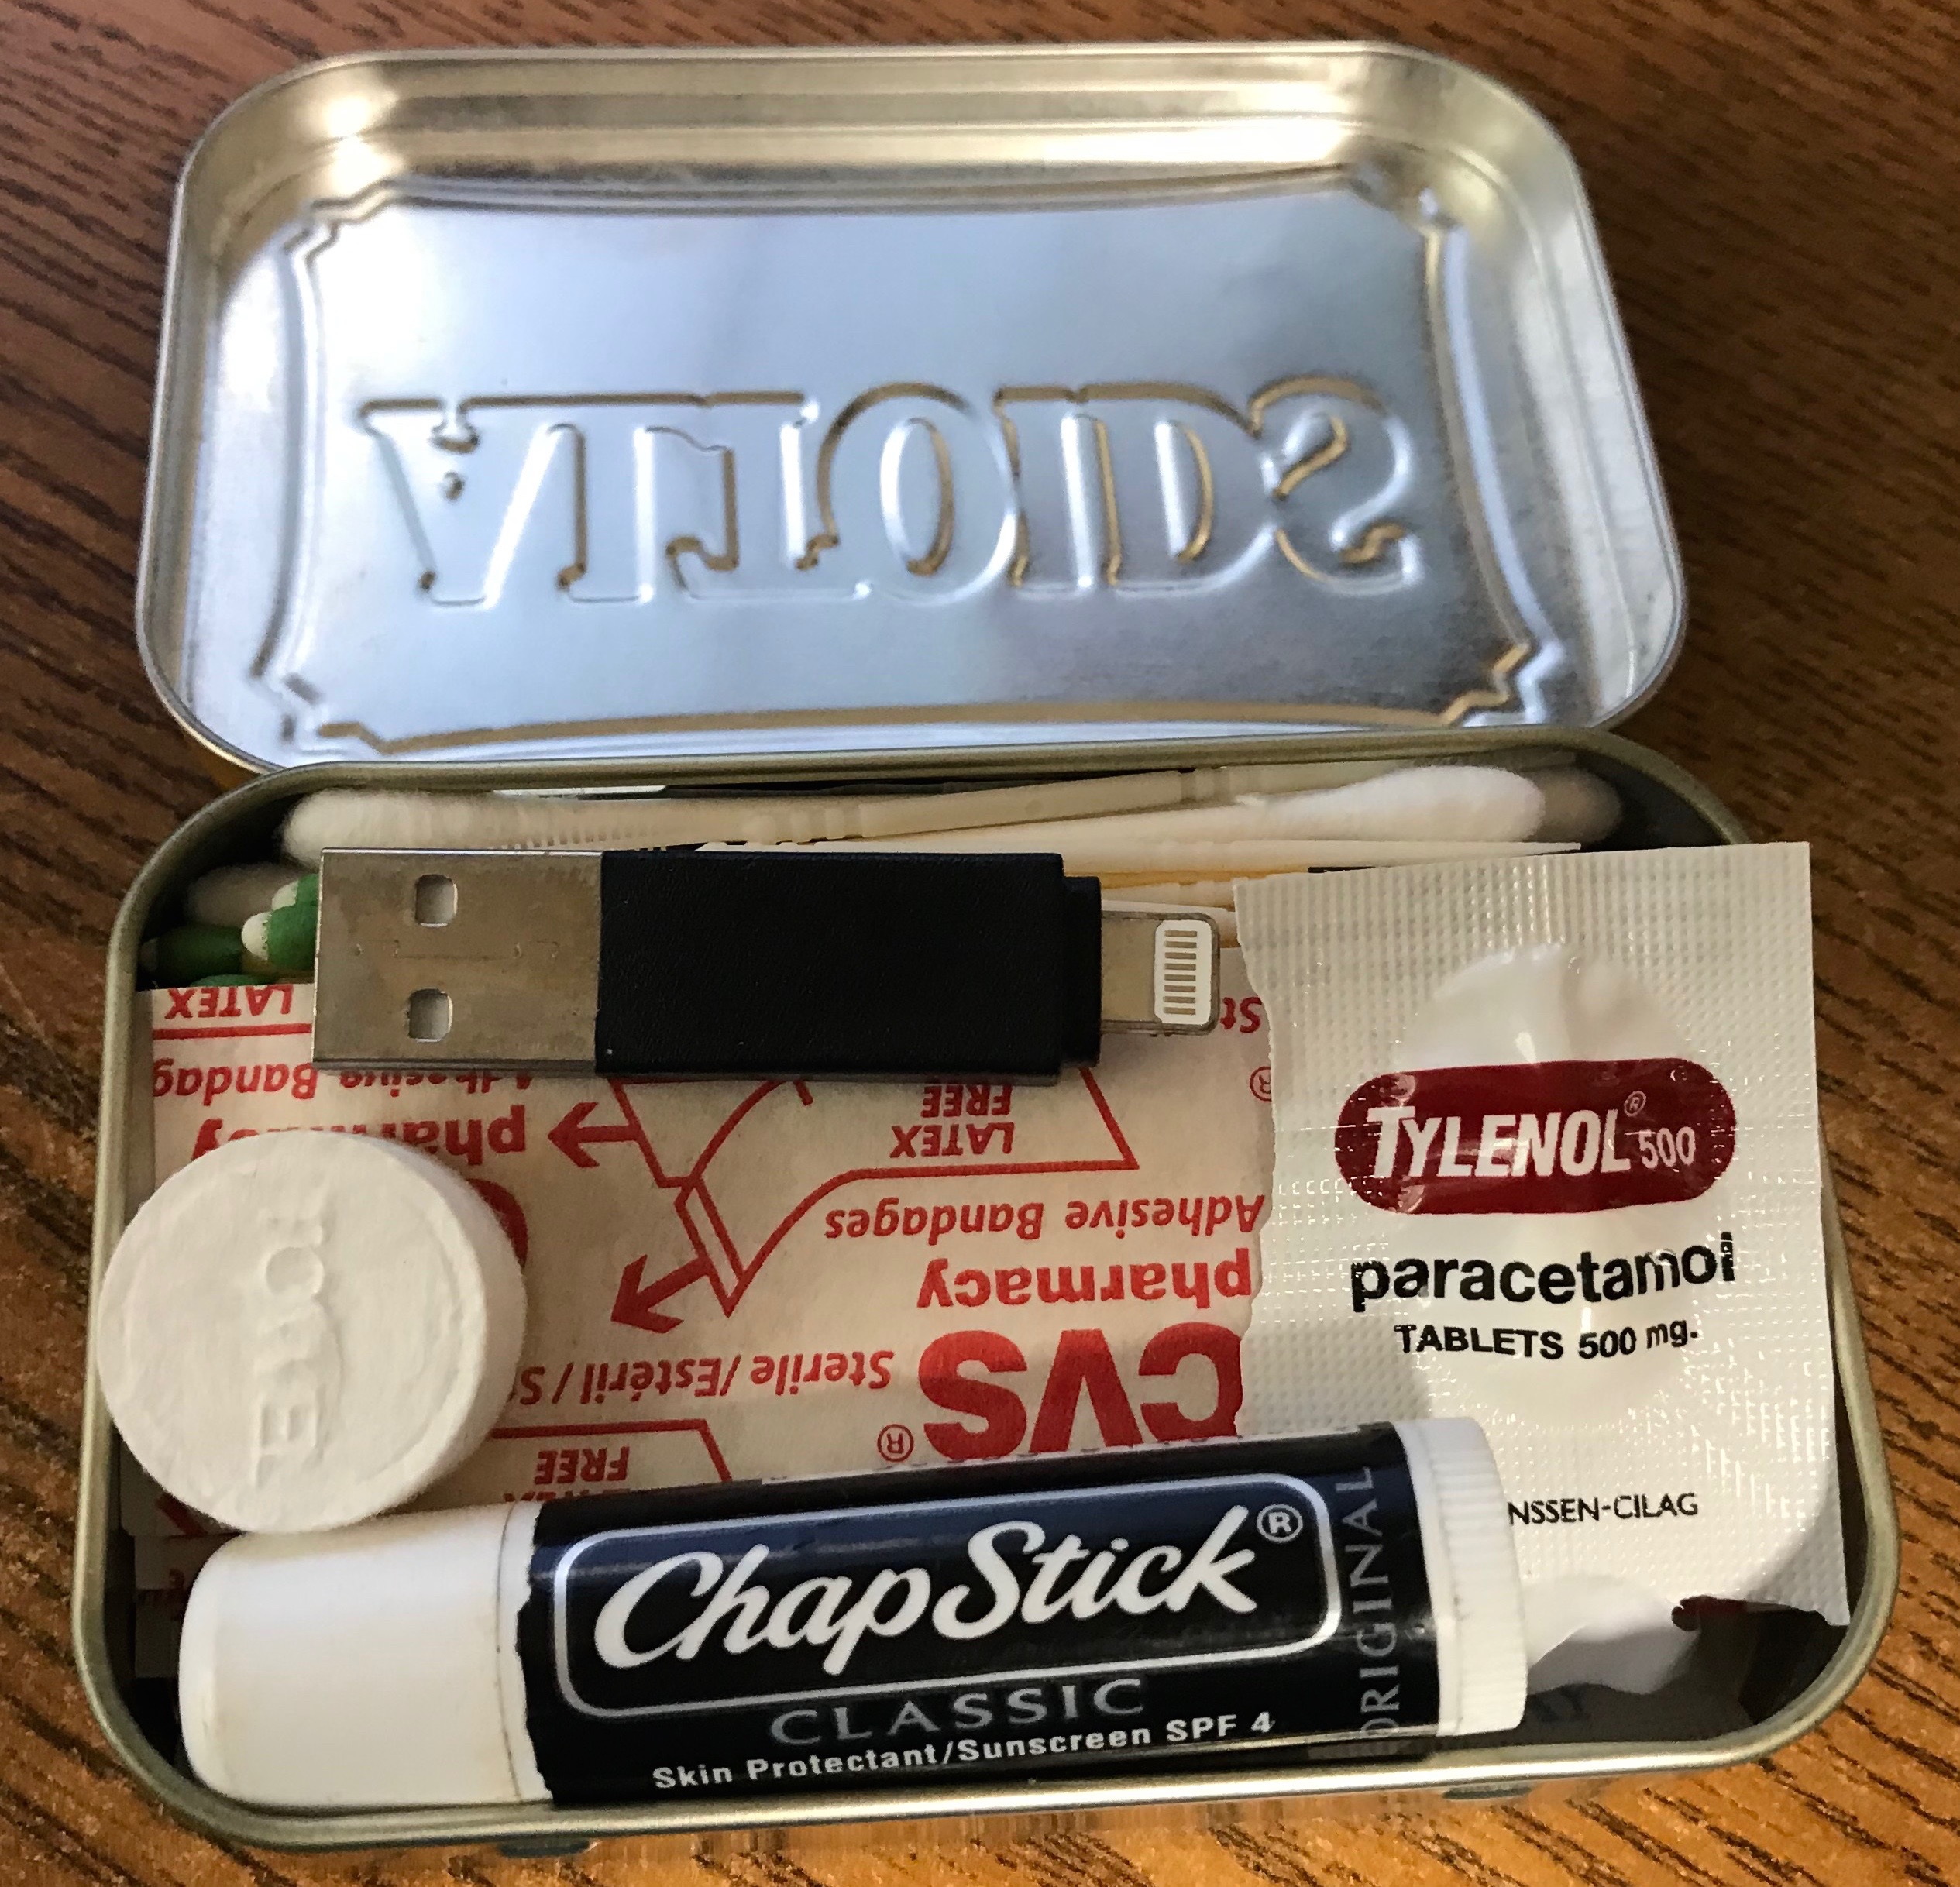 ALTOIDS
LATEX
Adhesive Bandag
St
®
FREE
LATEX
Adhesive Bandages
pharmacy
CVS®
Sterile/Estéril/S
FREE
TYLENOL® 500
paracetamol
TABLETS 500 mg.
NSSEN-CILAG
ChapStick®
CLASSIC
Skin Protectant/Sunscreen SPF 4
ORIGINAL